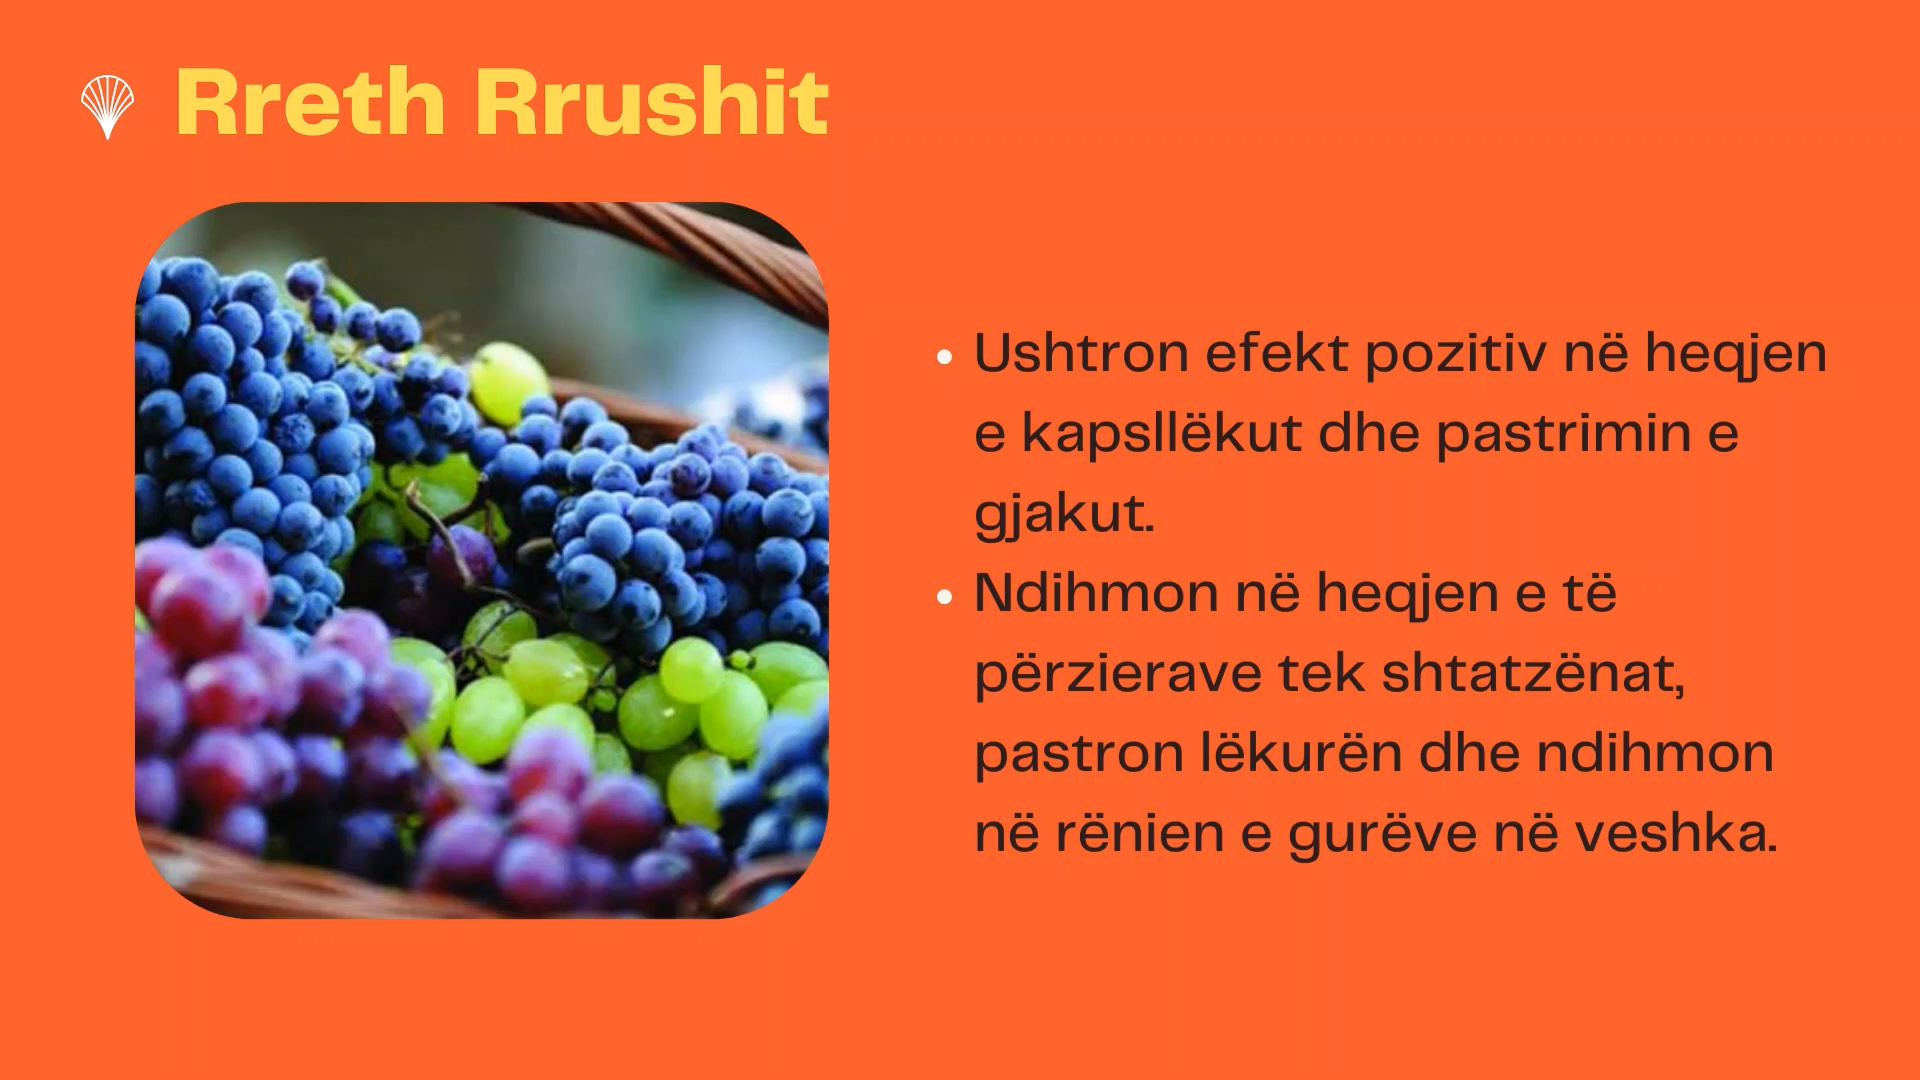 Rreth Rrushit
Ushtron efekt pozitiv në heqjen
e kapsllëkut dhe pastrimin e
gjakut.
Ndihmon në heqjen e të
përzierave tek shtatzënat,
pastron lëkurën dhe ndihmon
në rënien e gurëve në veshka.